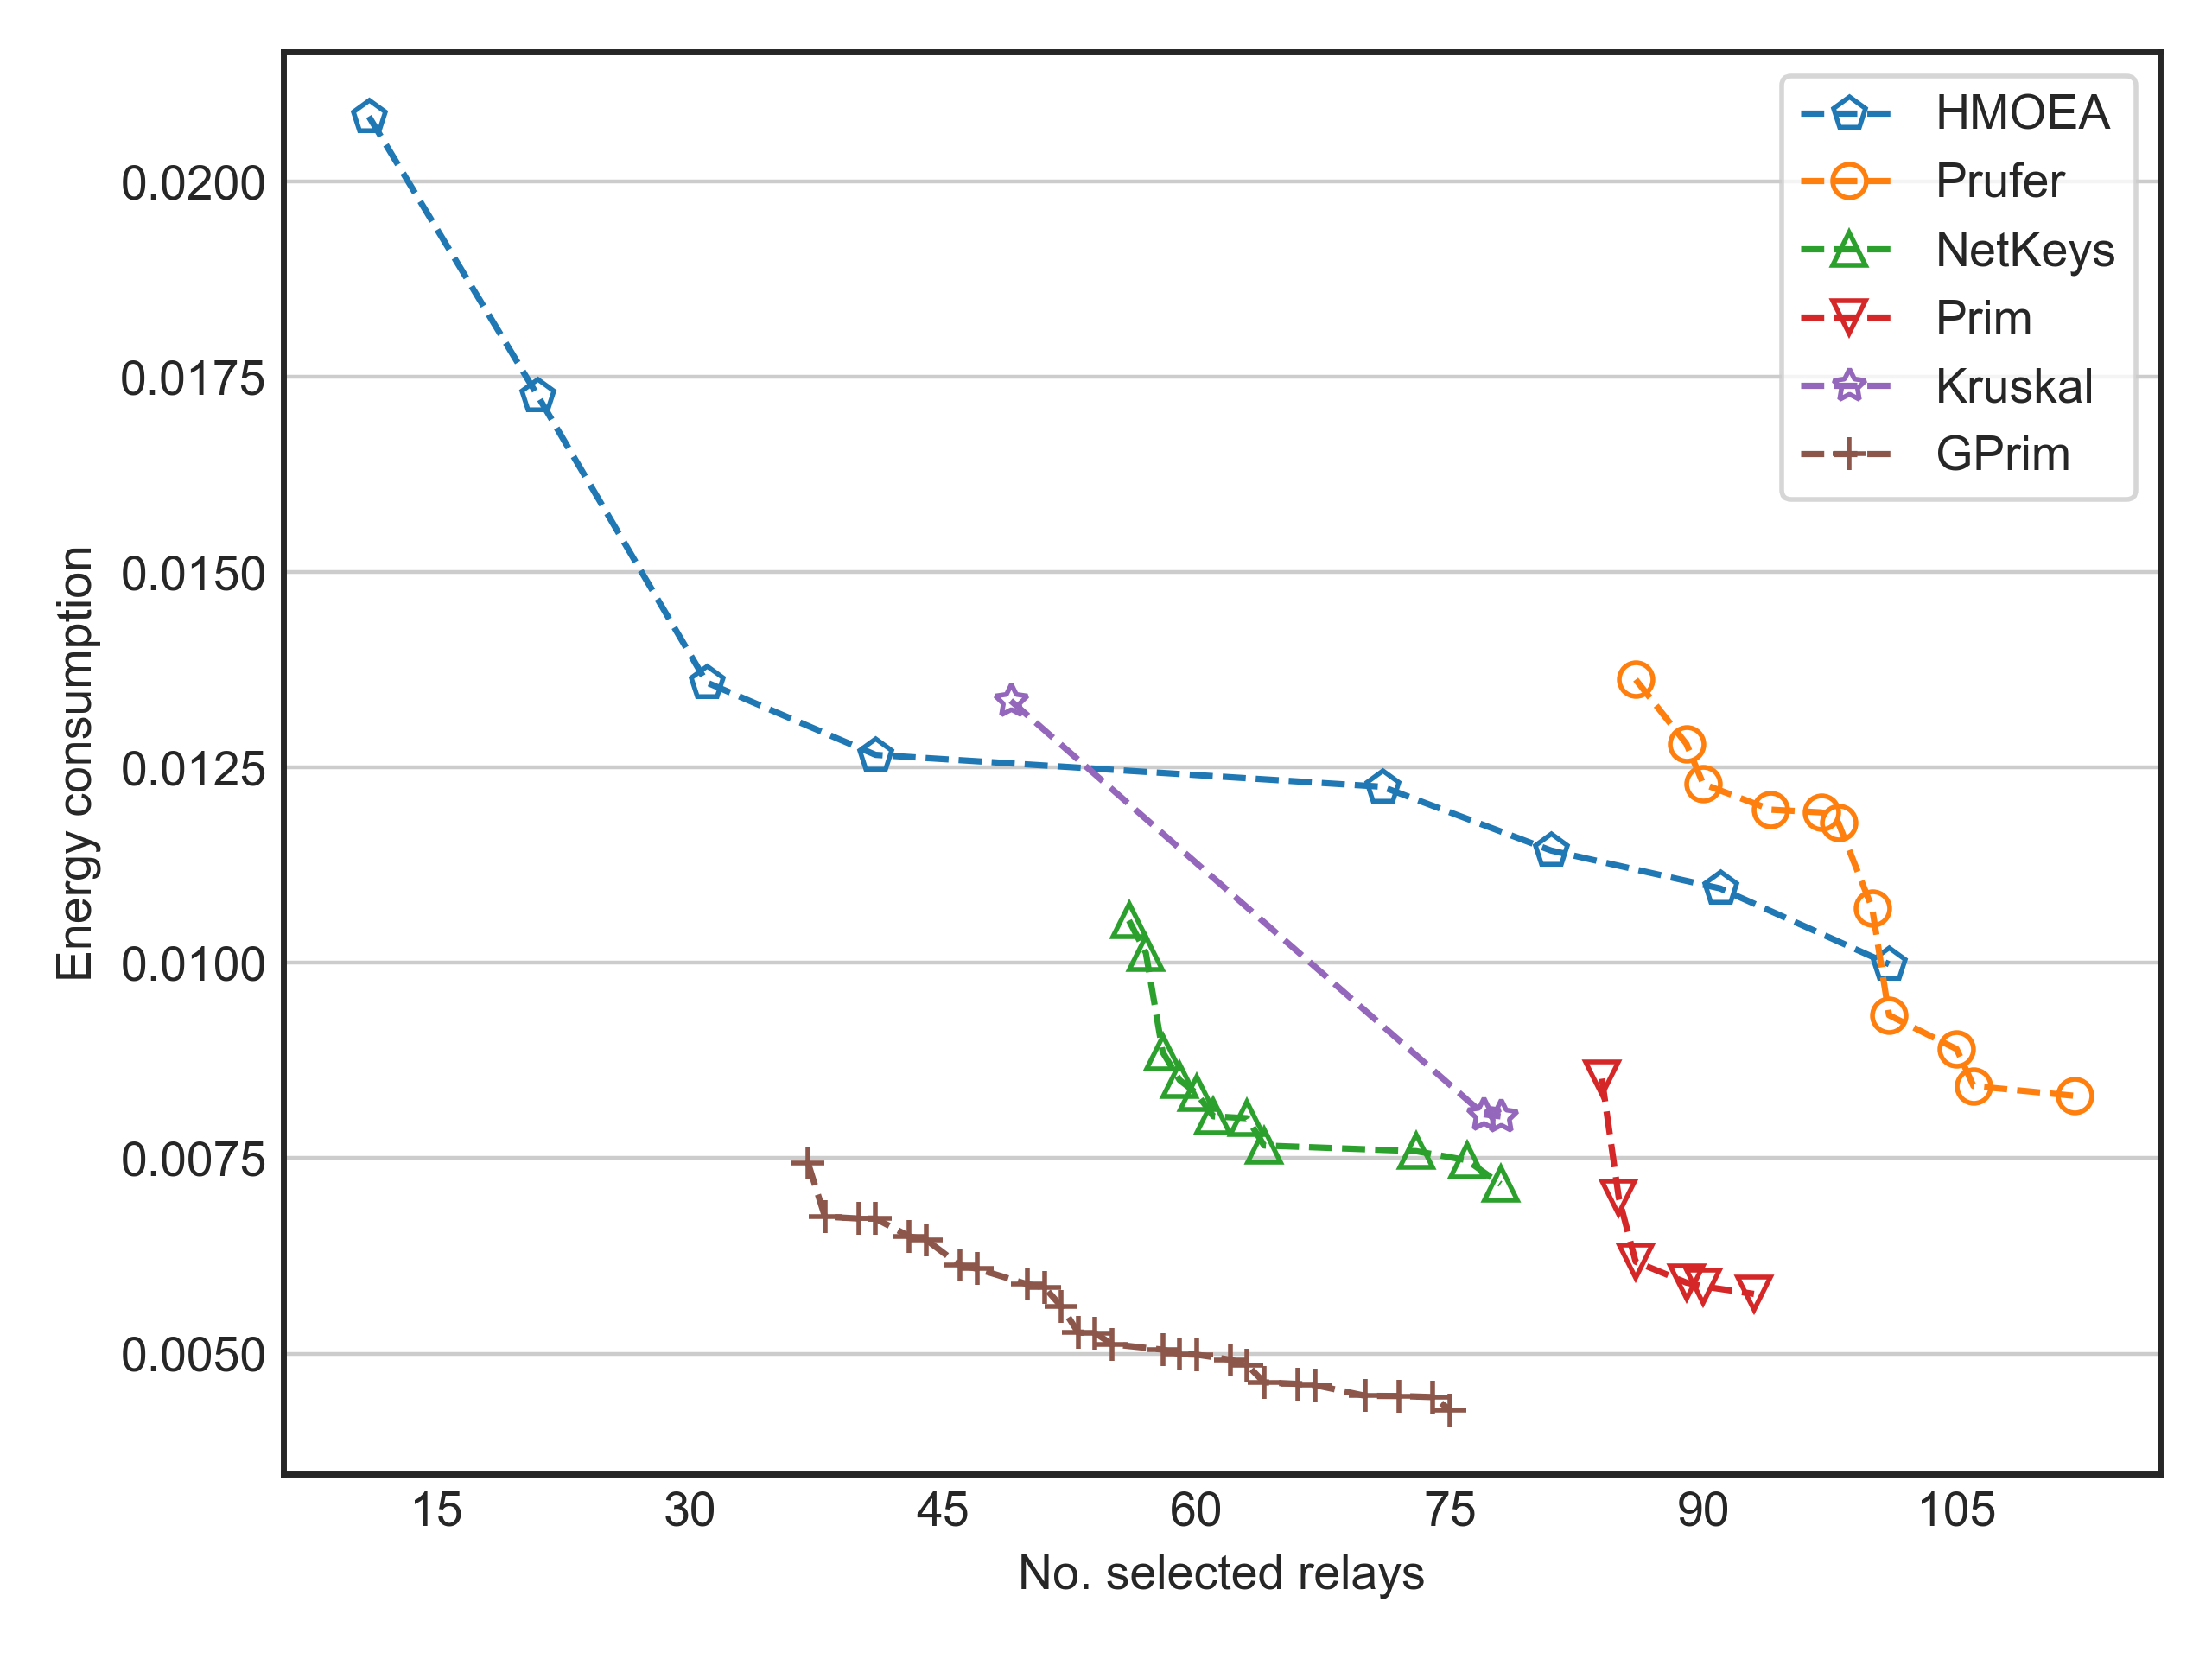 HMOEA
Prufer
NetKeys
Prim
Kruskal
GPrim
Energy consumption
0.0200
0.0175
0.0150
0.0125
0.0100
0.0075
0.0050
15 30 45 60 75 90 105
No. selected relays